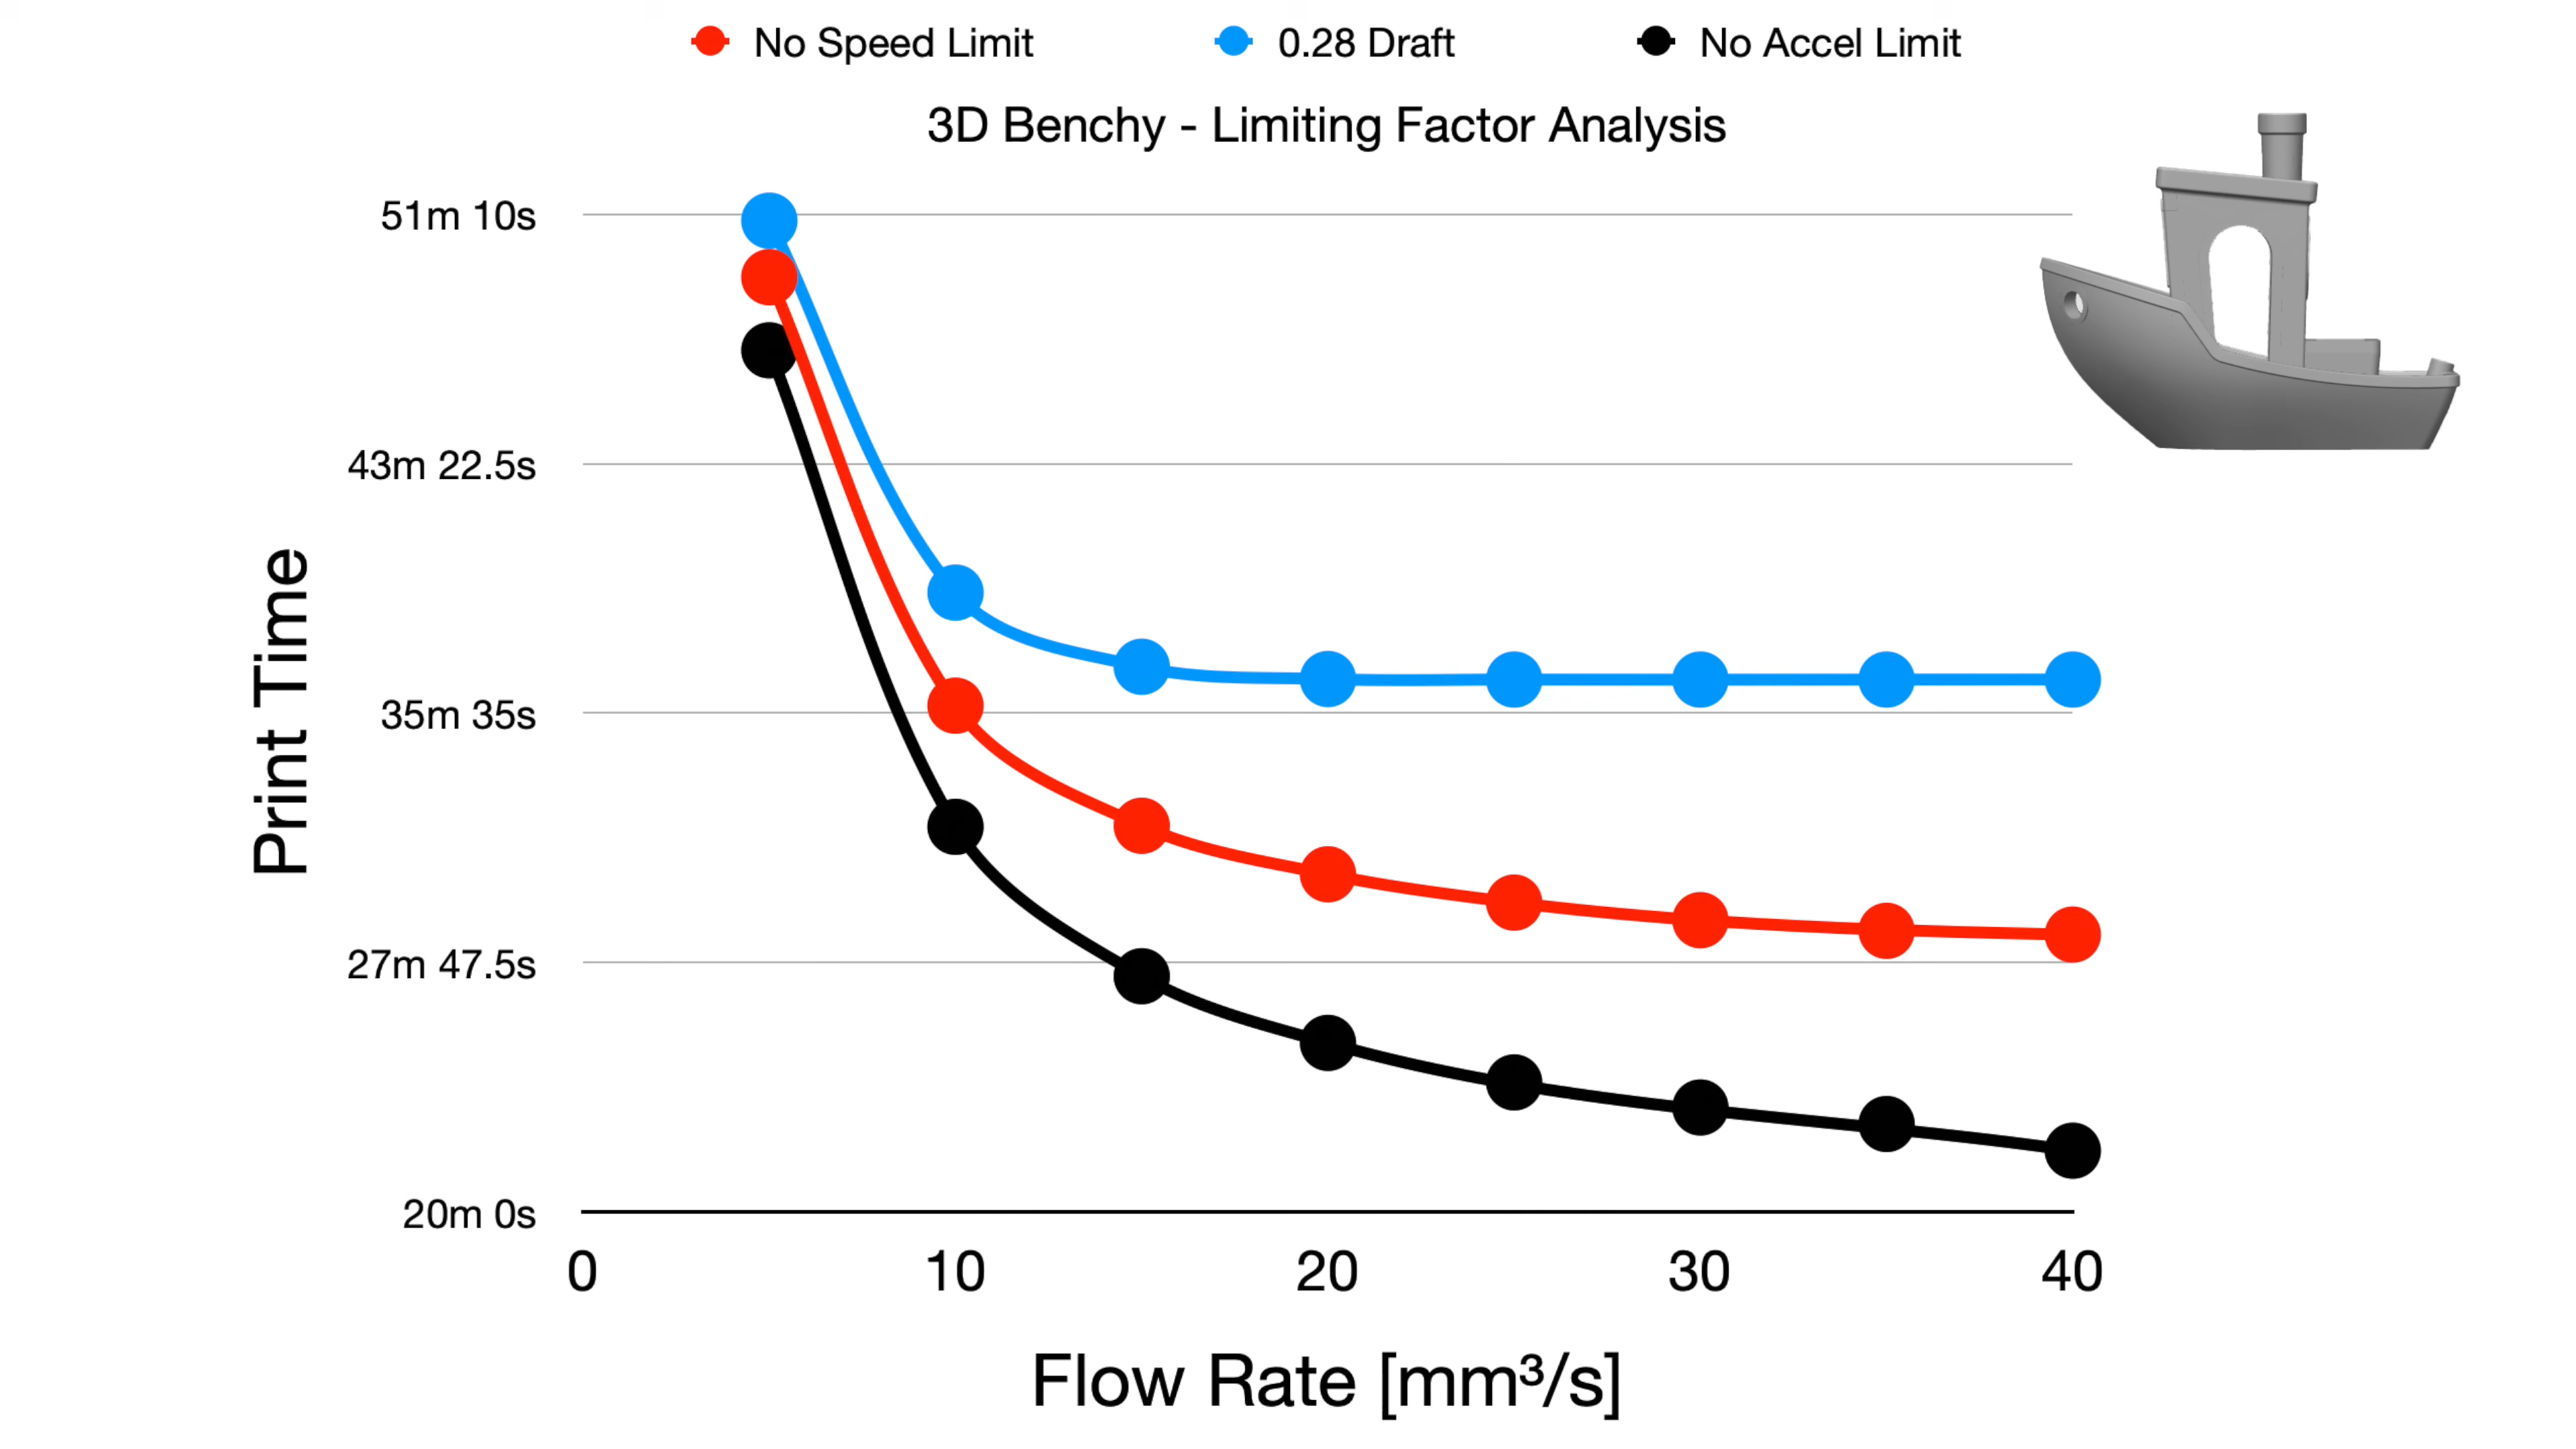 No Speed Limit
0.28 Draft
No Accel Limit
3D Benchy - Limiting Factor Analysis
51m 10s
43m 22.5s
35m 35s
27m 47.5s
20m 0s
Print Time
0
10
20
30
40
Flow Rate [mm³/s]